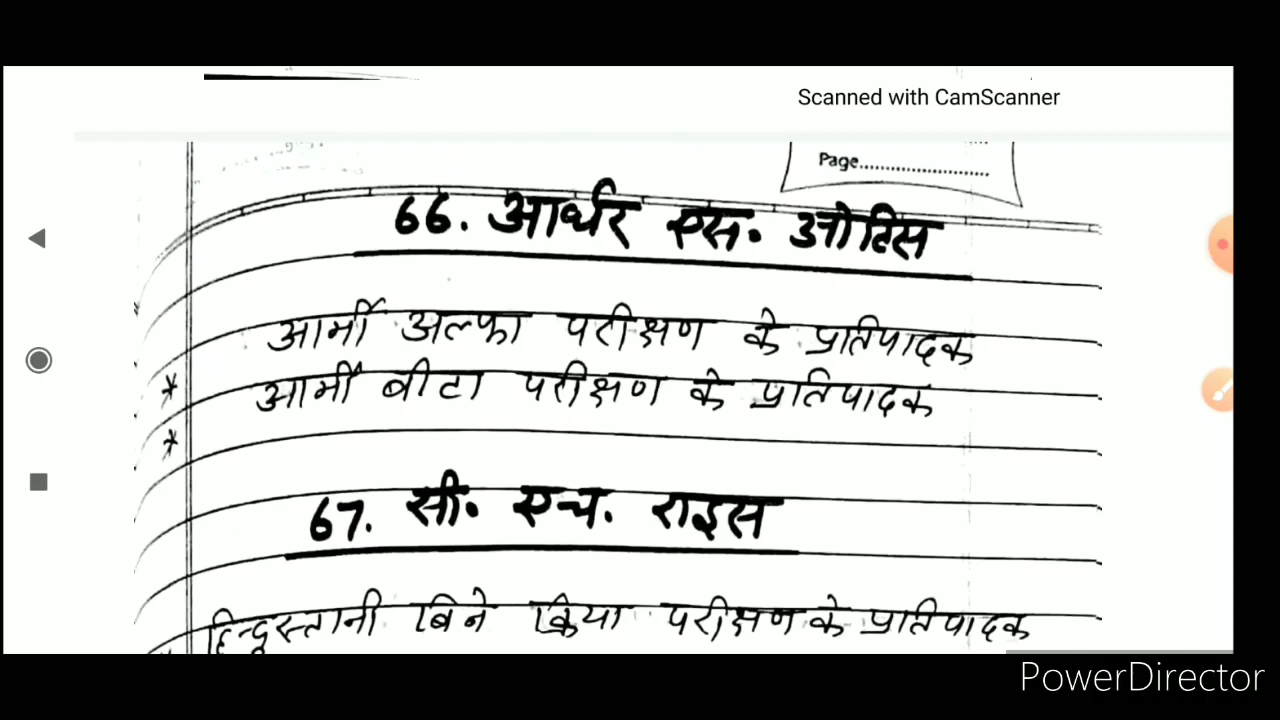 Scanned with CamScanner
Page........................
66. आर्थर एस. ओटिस
आर्मी अल्फा परीक्षण के प्रतिपादक
* आर्मी बीटा परीक्षण के प्रतिपादक
*
67. सी. एच. राइस
हिन्दुस्तानी बिने क्रिया परीक्षण के प्रतिपादक
PowerDirector